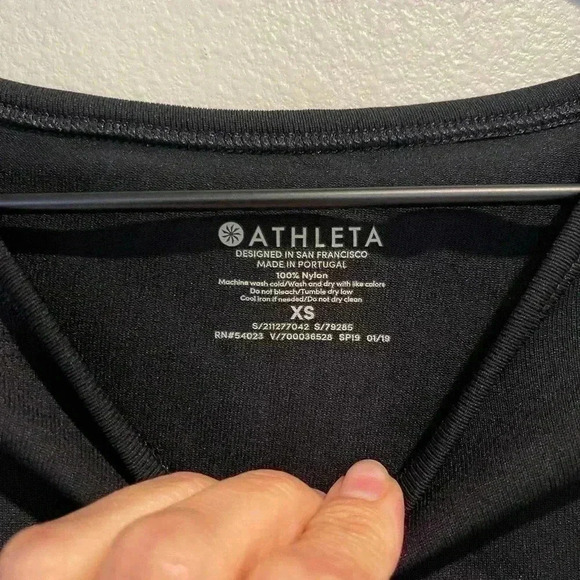 ATHLETA
DESIGNED IN SAN FRANCISCO
MADE IN PORTUGAL
100% Nylon
Machine wash cold/Wash and dry with like colors
Do not bleach/Tumble dry low
Cool iron if needed/Do not dry clean
XS
S/211277042 S/79285
RN#54023 V/700036528 SP19 01/19